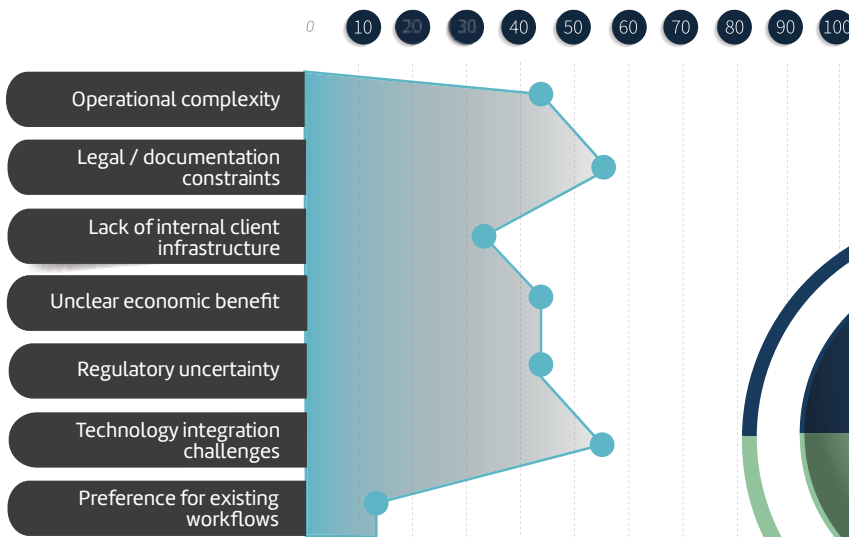 0 10 20 30 40 50 60 70 80 90 100
Operational complexity
Legal / documentation
constraints
Lack of internal client
infrastructure
Unclear economic benefit
Regulatory uncertainty
Technology integration
challenges
Preference for existing
workflows